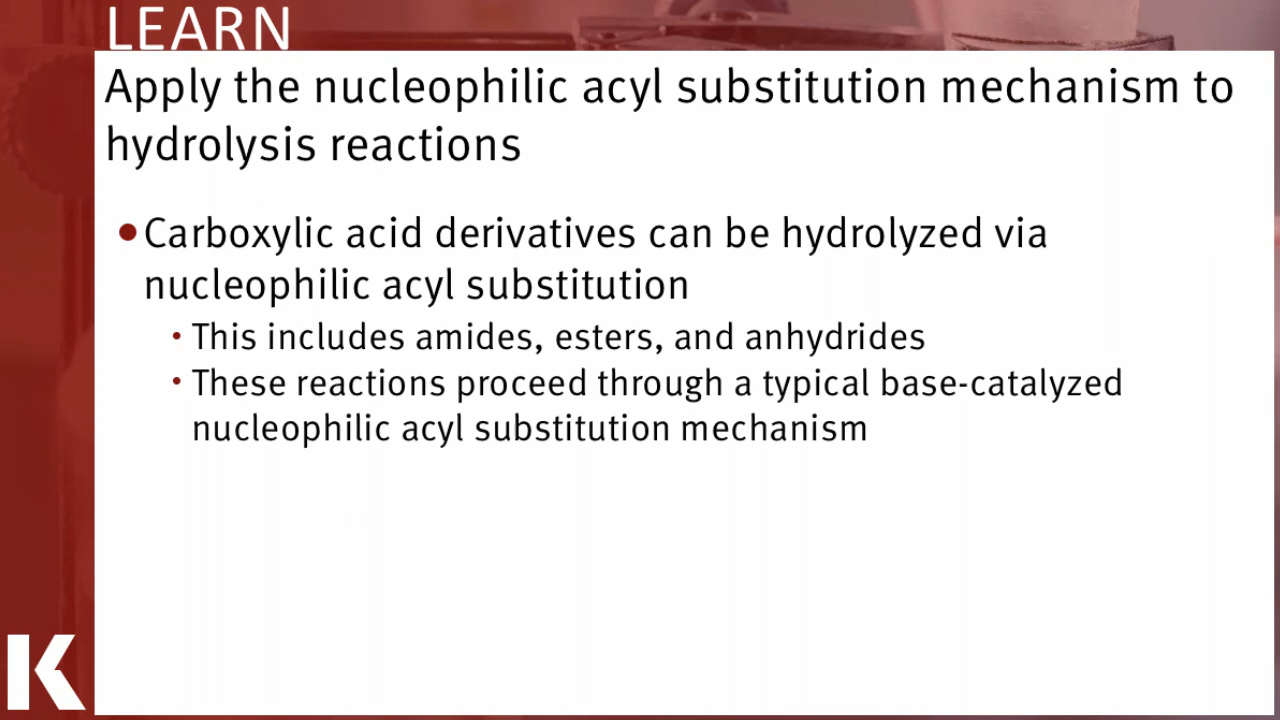 LEARN
Apply the nucleophilic acyl substitution mechanism to
hydrolysis reactions
• Carboxylic acid derivatives can be hydrolyzed via
nucleophilic acyl substitution
• This includes amides, esters, and anhydrides
• These reactions proceed through a typical base-catalyzed
nucleophilic acyl substitution mechanism
K